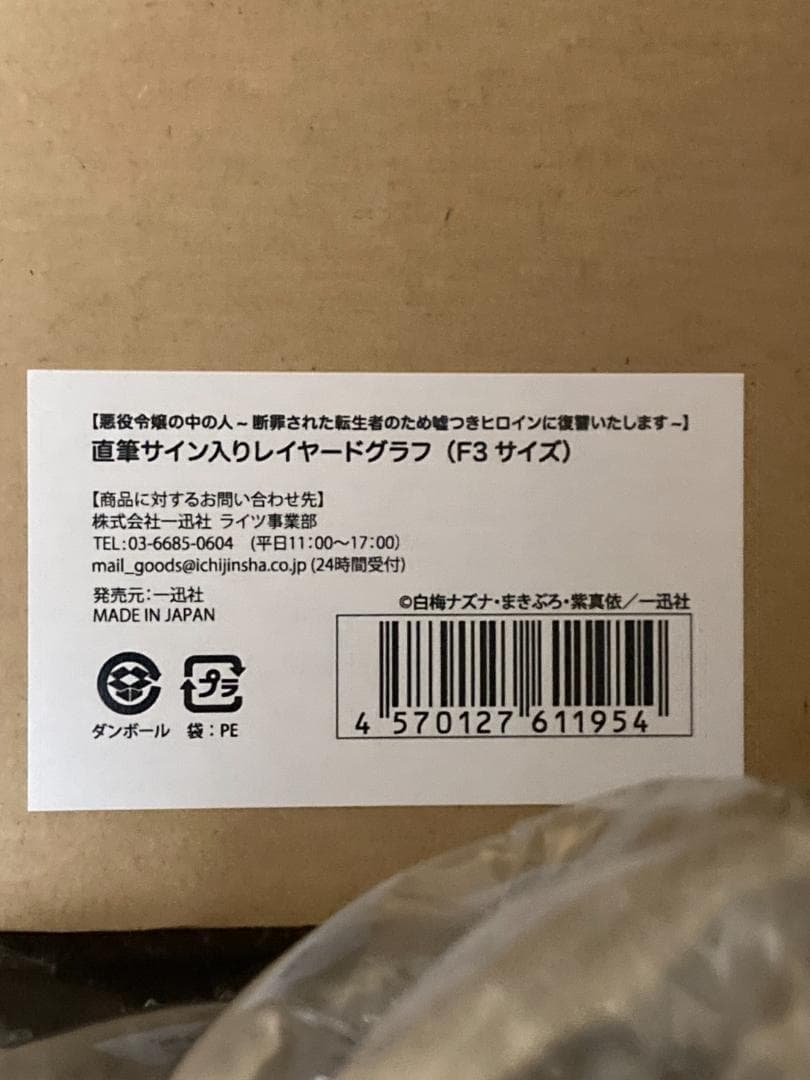 【悪役令嬢の中の人～断罪された転生者のため嘘つきヒロインに復讐いたします～】
直筆サイン入りレイヤードグラフ（F3 サイズ）
【商品に対するお問い合わせ先】
株式会社一迅社 ライツ事業部
TEL:03-6685-0604 （平日11:00〜17:00）
mail_goods@ichijinsha.co.jp (24時間受付)
発売元：一迅社
MADE IN JAPAN
©白梅ナズナ・まきぶろ・紫真依／一迅社
プラ
ダンボール 袋：PE
4 570127 611954